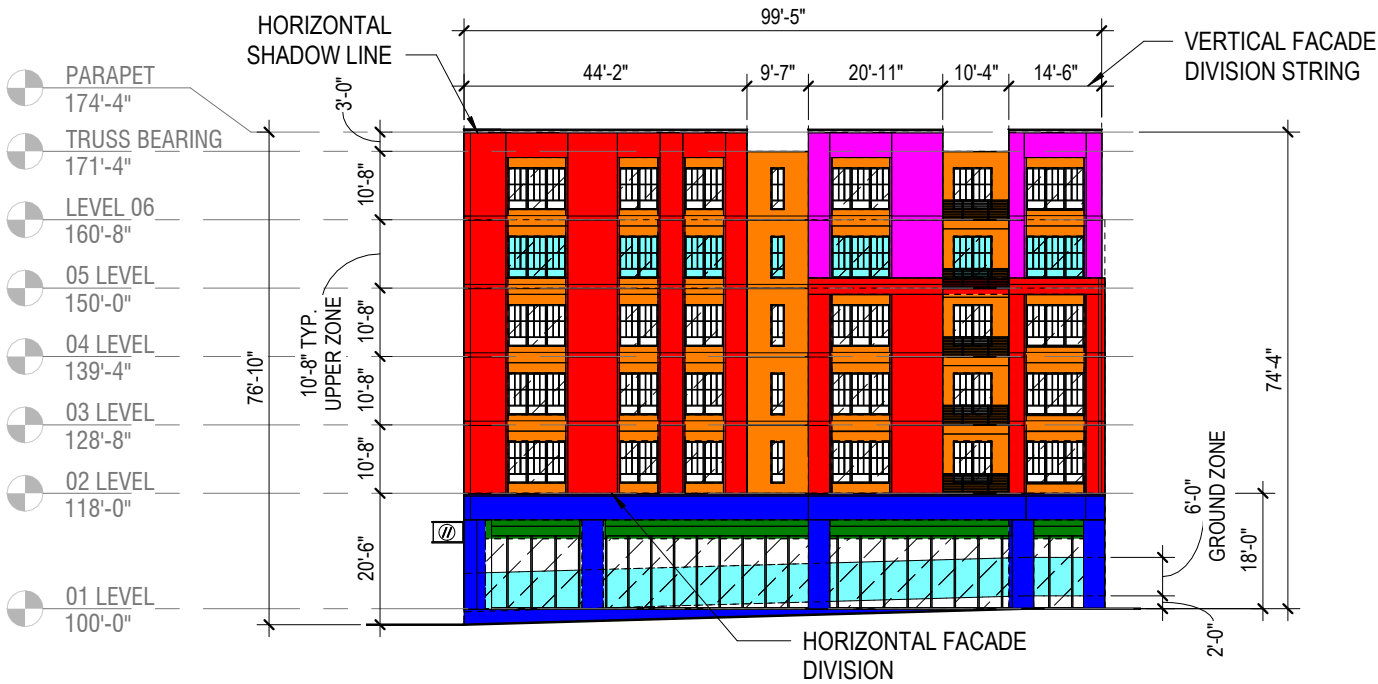 99'-5"
HORIZONTAL
SHADOW LINE
VERTICAL FACADE
DIVISION STRING
44'-2"
9'-7"
20'-11"
10'-4"
14'-6"
PARAPET
174'-4"
3'-0"
TRUSS BEARING
171'-4"
10'-8"
LEVEL 06
160'-8"
05 LEVEL
150'-0"
10'-8" TYP.
UPPER ZONE
10'-8"
04 LEVEL
139'-4"
76'-10"
74'-4"
10'-8"
03 LEVEL
128'-8"
10'-8"
02 LEVEL
118'-0"
6'-0"
GROUND ZONE
18'-0"
20'-6"
01 LEVEL
100'-0"
2'-0"
HORIZONTAL FACADE
DIVISION